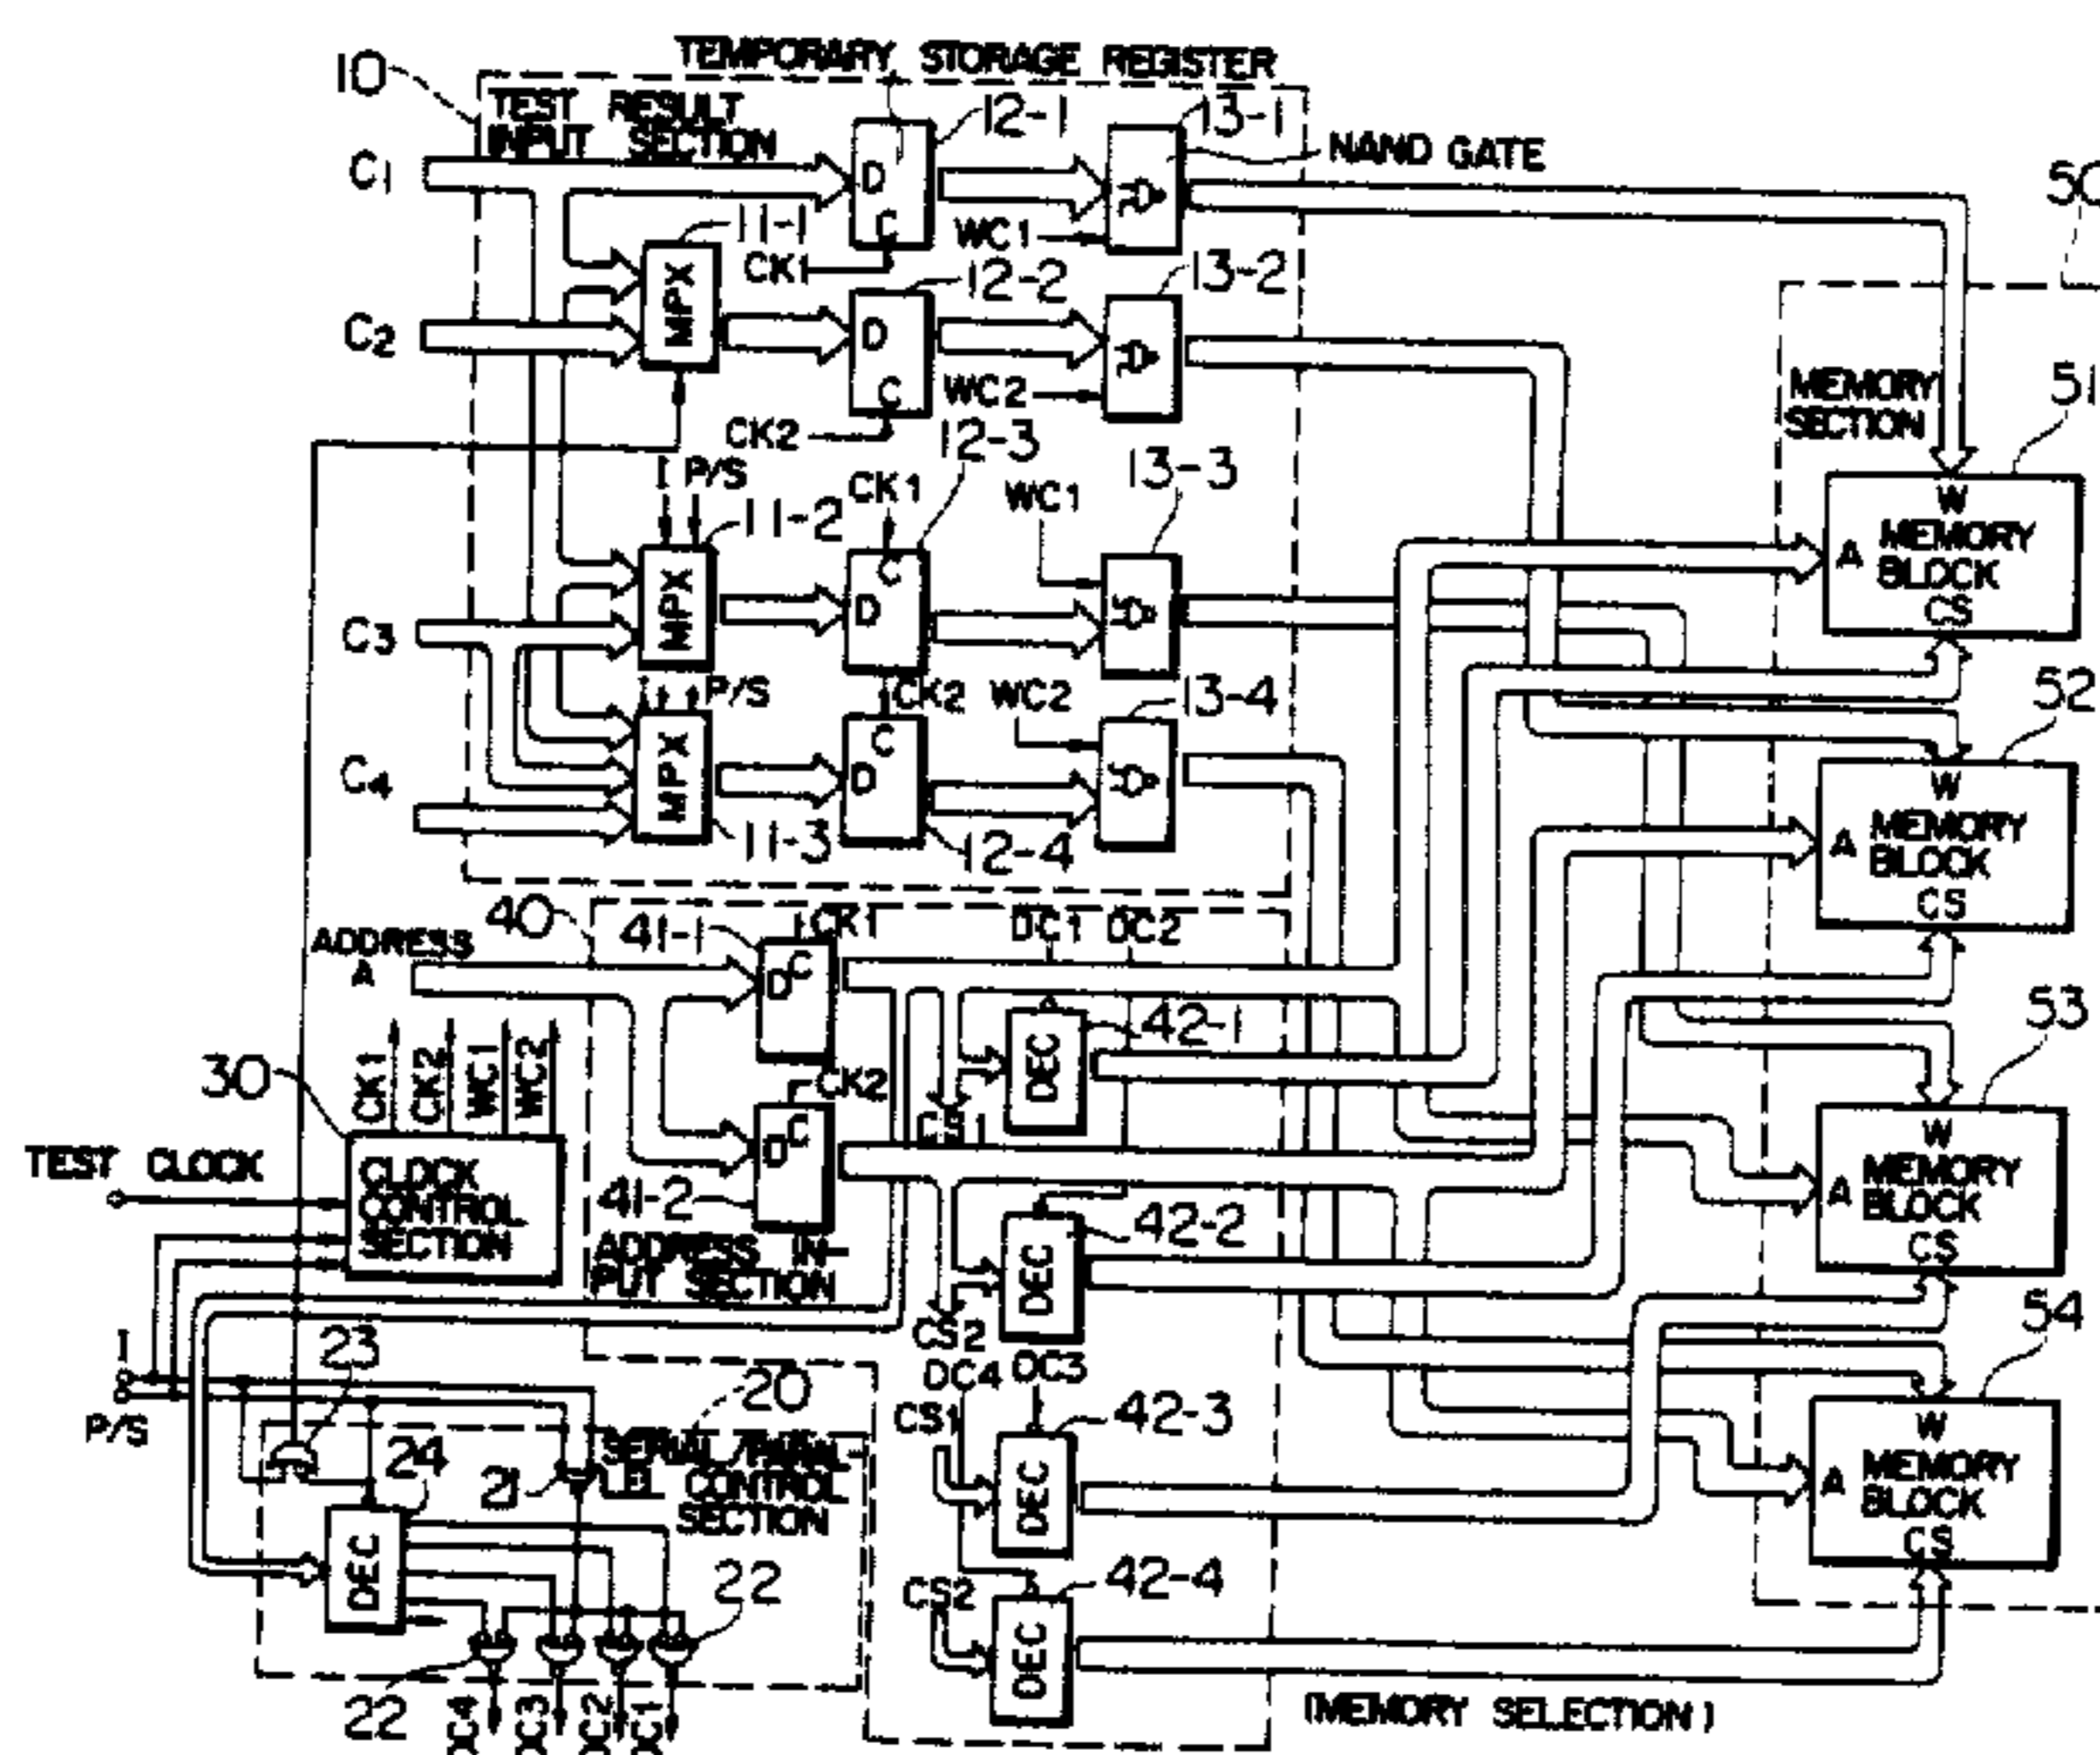 TEMPORARY STORAGE REGISTER
10
TEST RESULT
INPUT SECTION
12-1
13-1
NAND GATE
50
C1
D
C
WC1
CK1
11-1
MPX
12-2
13-2
C2
D
C
WC2
CK2
MEMORY
SECTION
51
I P/S
12-3
CK1
13-3
WC1
11-2
W
A MEMORY
BLOCK
CS
C3
MPX
C
D
P/S
CK2
WC2
13-4
52
C4
MPX
C
D
11-3
12-4
W
A MEMORY
BLOCK
CS
40
41-1
CK1
DC1 DC2
ADDRESS
A
D C
42-1
DEC
53
30
CK1
CK2
WC1
WC2
CK2
CS1
W
A MEMORY
BLOCK
CS
TEST CLOCK
CLOCK
CONTROL
SECTION
D C
41-2
ADDRESS IN-
PUT SECTION
42-2
DEC
CS2
54
I
P/S
23
20
DC4 DC3
CS1
42-3
DEC
W
A MEMORY
BLOCK
CS
24
21
SERIAL/PARAL-
LEL CONTROL
SECTION
DEC
22
22
CS2
42-4
DEC
DC4
DC3
DC2
DC1
(MEMORY SELECTION)